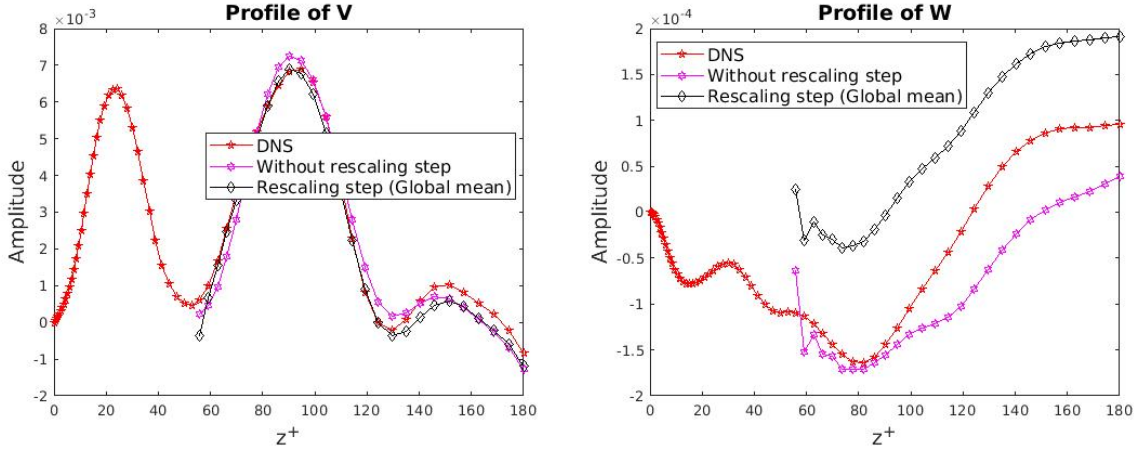 Profile of V
×10⁻³
8
7
6
5
4
3
2
1
0
-1
-2
Amplitude
0 20 40 60 80 100 120 140 160 180
z⁺
DNS
Without rescaling step
Rescaling step (Global mean)
Profile of W
×10⁻⁴
2
1.5
1
0.5
0
-0.5
-1
-1.5
-2
Amplitude
0 20 40 60 80 100 120 140 160 180
z⁺
DNS
Without rescaling step
Rescaling step (Global mean)